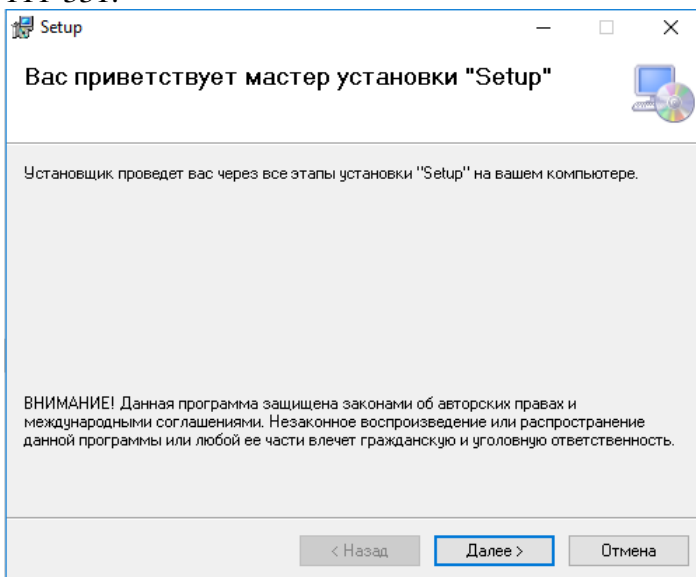 Setup
Вас приветствует мастер установки "Setup"
Установщик проведет вас через все этапы установки "Setup" на вашем компьютере.
ВНИМАНИЕ! Данная программа защищена законами об авторских правах и
международными соглашениями. Незаконное воспроизведение или распространение
данной программы или любой ее части влечет гражданскую и уголовную ответственность.
< Назад Далее > Отмена